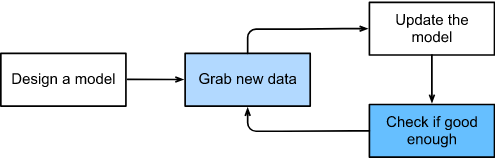 Design a model
Grab new data
Update the
model
Check if good
enough